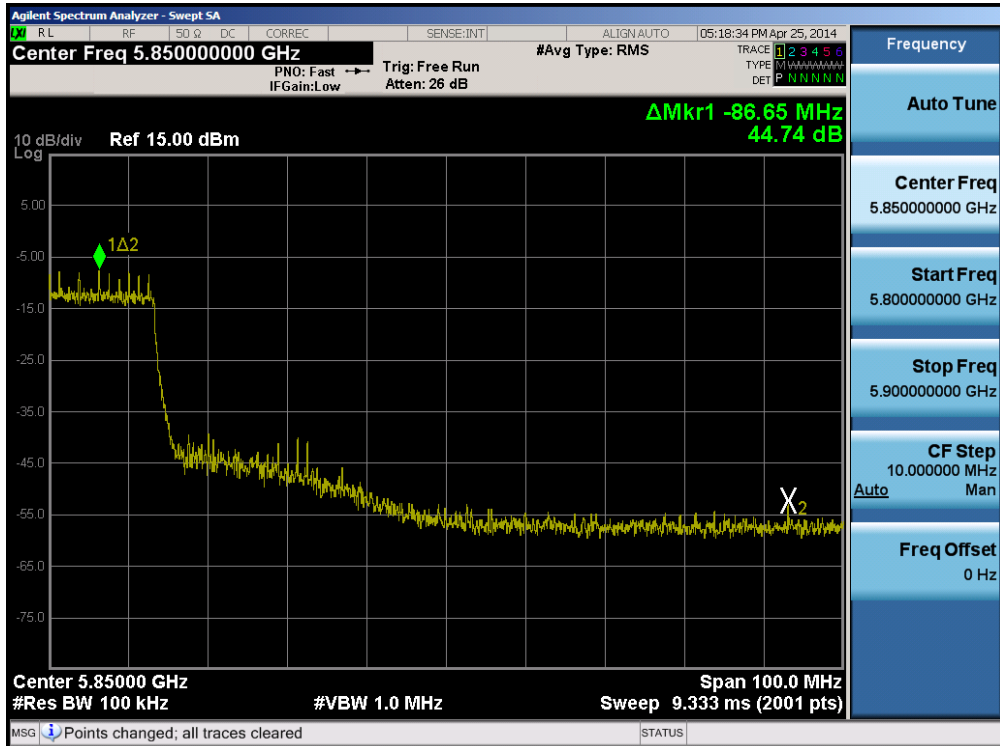 Agilent Spectrum Analyzer - Swept SA
LXI RL RF 50 Ω DC CORREC SENSE:INT ALIGN AUTO 05:18:34 PM Apr 25, 2014
Center Freq 5.850000000 GHz
PNO: Fast
IFGain:Low
Trig: Free Run
Atten: 26 dB
#Avg Type: RMS
TRACE 1 2 3 4 5 6
TYPE M WWWWW
DET P N N N N N
ΔMkr1 -86.65 MHz
44.74 dB
10 dB/div Ref 15.00 dBm
Log
5.00
-5.00
-15.0
-25.0
-35.0
-45.0
-55.0
-65.0
-75.0
1Δ2
X2
Center 5.85000 GHz Span 100.0 MHz
#Res BW 100 kHz #VBW 1.0 MHz Sweep 9.333 ms (2001 pts)
MSG Points changed; all traces cleared STATUS
Frequency
Auto Tune
Center Freq
5.850000000 GHz
Start Freq
5.800000000 GHz
Stop Freq
5.900000000 GHz
CF Step
10.000000 MHz
Auto Man
Freq Offset
0 Hz